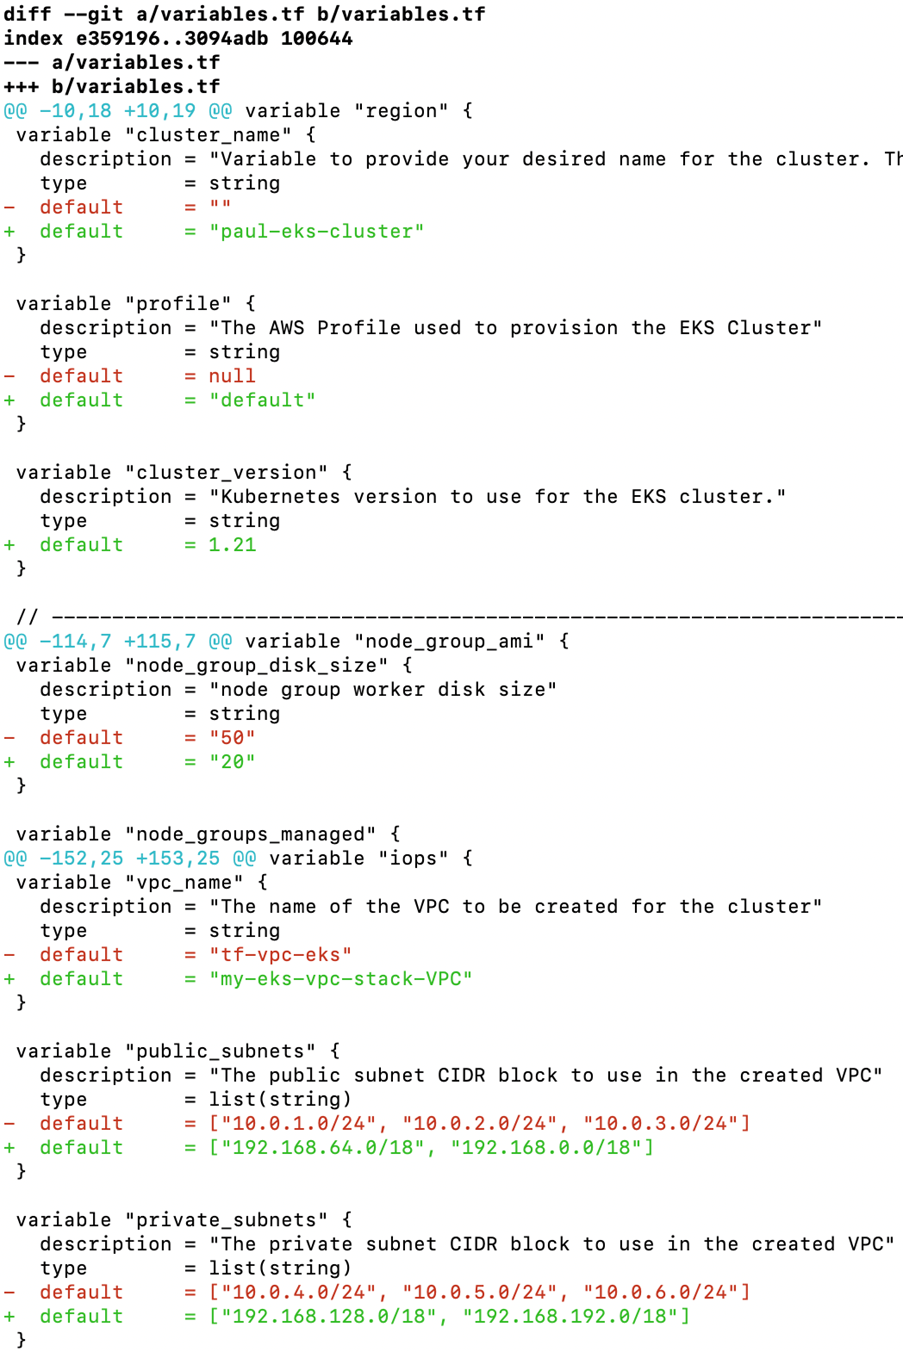 diff --git a/variables.tf b/variables.tf
index e359196..3094adb 100644
--- a/variables.tf
+++ b/variables.tf
@@ -10,18 +10,19 @@ variable "region" {
 variable "cluster_name" {
   description = "Variable to provide your desired name for the cluster. Th
   type        = string
-  default     = ""
+  default     = "paul-eks-cluster"
 }

 variable "profile" {
   description = "The AWS Profile used to provision the EKS Cluster"
   type        = string
-  default     = null
+  default     = "default"
 }

 variable "cluster_version" {
   description = "Kubernetes version to use for the EKS cluster."
   type        = string
+  default     = 1.21
 }

 // -----------------------------------------------------------------------
@@ -114,7 +115,7 @@ variable "node_group_ami" {
 variable "node_group_disk_size" {
   description = "node group worker disk size"
   type        = string
-  default     = "50"
+  default     = "20"
 }

 variable "node_groups_managed" {
@@ -152,25 +153,25 @@ variable "iops" {
 variable "vpc_name" {
   description = "The name of the VPC to be created for the cluster"
   type        = string
-  default     = "tf-vpc-eks"
+  default     = "my-eks-vpc-stack-VPC"
 }

 variable "public_subnets" {
   description = "The public subnet CIDR block to use in the created VPC"
   type        = list(string)
-  default     = ["10.0.1.0/24", "10.0.2.0/24", "10.0.3.0/24"]
+  default     = ["192.168.64.0/18", "192.168.0.0/18"]
 }

 variable "private_subnets" {
   description = "The private subnet CIDR block to use in the created VPC"
   type        = list(string)
-  default     = ["10.0.4.0/24", "10.0.5.0/24", "10.0.6.0/24"]
+  default     = ["192.168.128.0/18", "192.168.192.0/18"]
 }